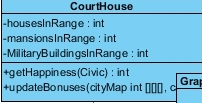 CourtHouse
-housesInRange : int
-mansionsInRange : int
-MilitaryBuildingsInRange : int
+getHappiness(Civic) : int
+updateBonuses(cityMap int [][][], c
Grap